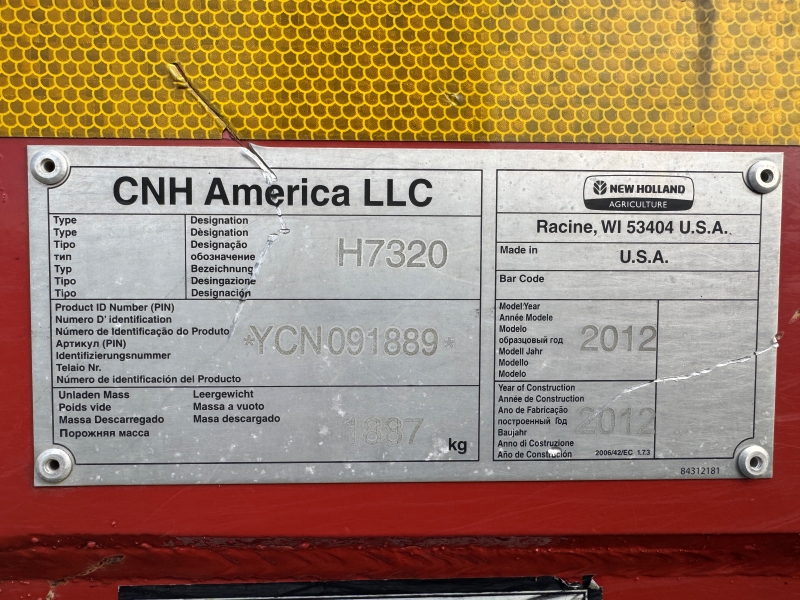 CNH America LLC
Type Designation
Type Dèsignation
Tipo Designação
тип обозначение
Typ Bezeichnung
Tipo Desingazione
Tipo Designación
H7320
Product ID Number (PIN)
Numero D' identification
Número de Identificação do Produto
Артикул (PIN)
Identifizierungsnummer
Telaio Nr.
Número de identificación del Producto
*YCN091889*
Unladen Mass Leergewicht
Poids vide Massa a vuoto
Massa Descarregado Masa descargado
Порожняя масса
1887 kg
NEW HOLLAND
AGRICULTURE
Racine, WI 53404 U.S.A.
Made in
U.S.A.
Bar Code
Model Year
Année Modele
Modelo
образцовый год
Modell Jahr
Modello
Modelo
2012
Year of Construction
Année de Construction
Ano de Fabricação
построенный Год
Baujahr
Anno di Costruzione
Año de Construción
2012
2006/42/EC 1.7.3
84312181